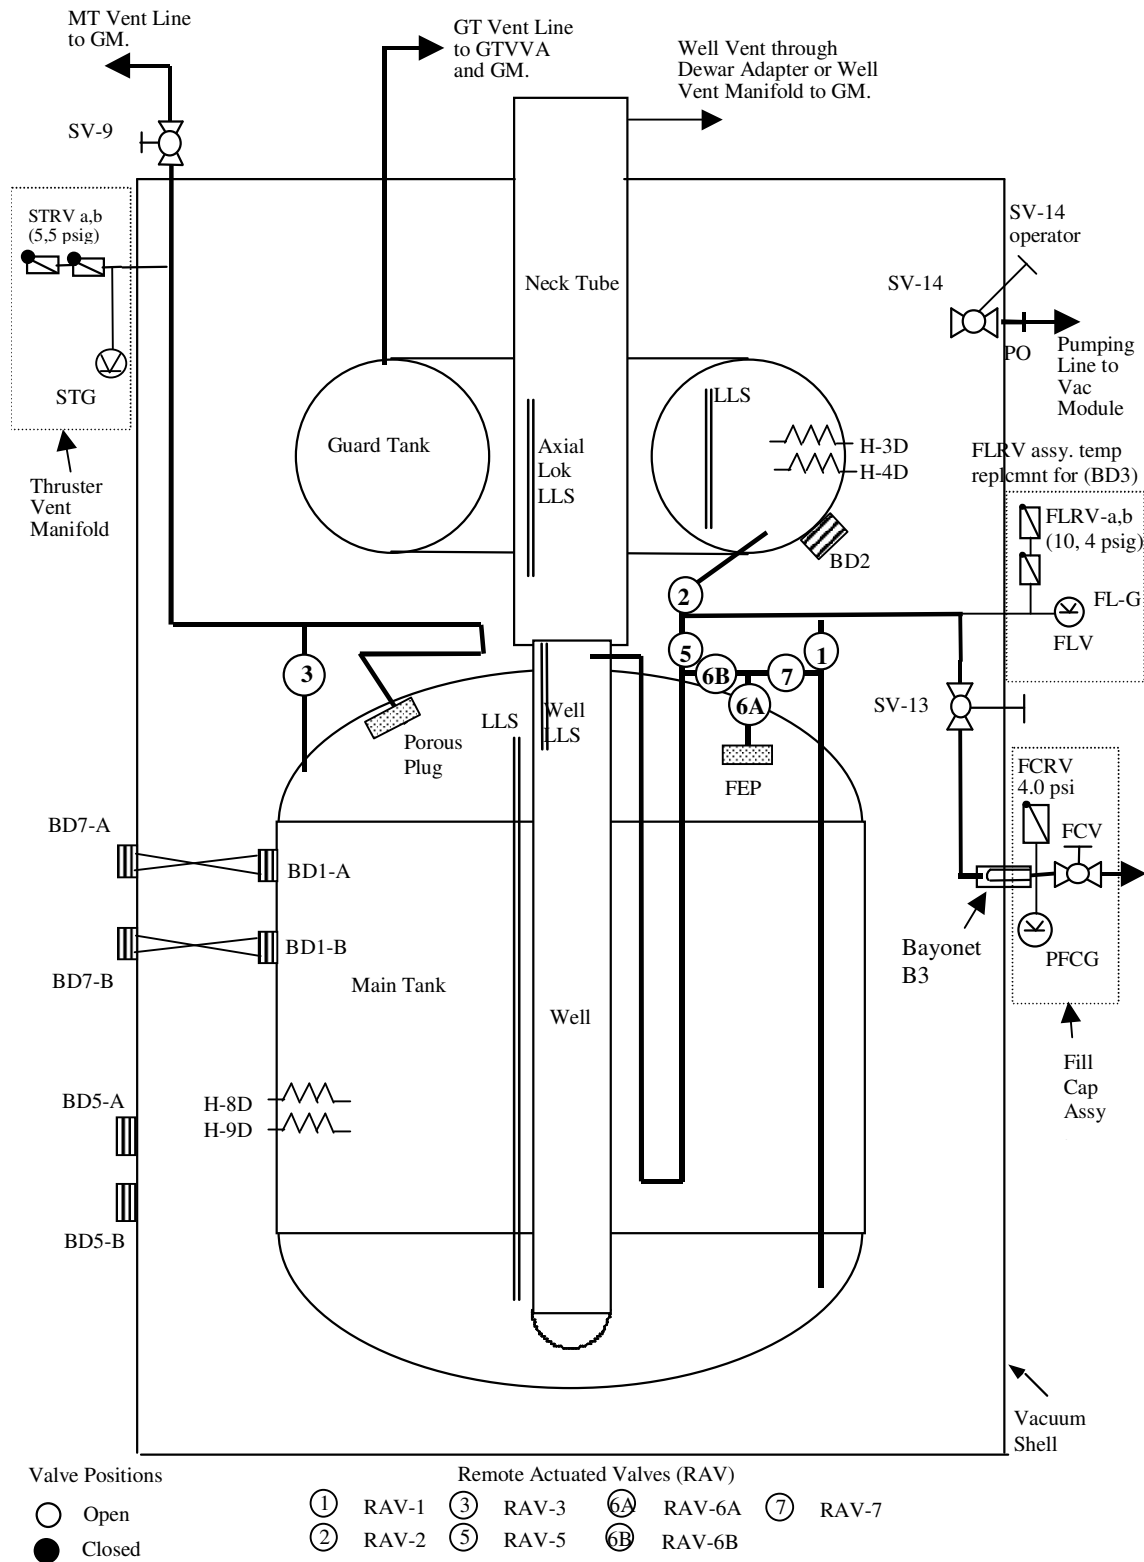 MT Vent Line
to GM.
GT Vent Line
to GTVVA
and GM.
Well Vent through
Dewar Adapter or Well
Vent Manifold to GM.
SV-9
STRV a,b
(5,5 psig)
STG
Thruster
Vent
Manifold
Neck Tube
SV-14
operator
SV-14
PO
Pumping
Line to
Vac
Module
Guard Tank
Axial
Lok
LLS
LLS
H-3D
H-4D
BD2
FLRV assy. temp
replcmnt for (BD3)
FLRV-a,b
(10, 4 psig)
FL-G
FLV
2
5
6B
7
1
6A
3
SV-13
LLS
Well
LLS
Porous
Plug
FEP
FCRV
4.0 psi
FCV
PFCG
BD7-A
BD1-A
BD1-B
BD7-B
Main Tank
Well
Bayonet
B3
H-8D
H-9D
BD5-A
BD5-B
Fill
Cap
Assy
Vacuum
Shell
Valve Positions
Open
Closed
Remote Actuated Valves (RAV)
1 RAV-1 3 RAV-3 6A RAV-6A 7 RAV-7
2 RAV-2 5 RAV-5 6B RAV-6B